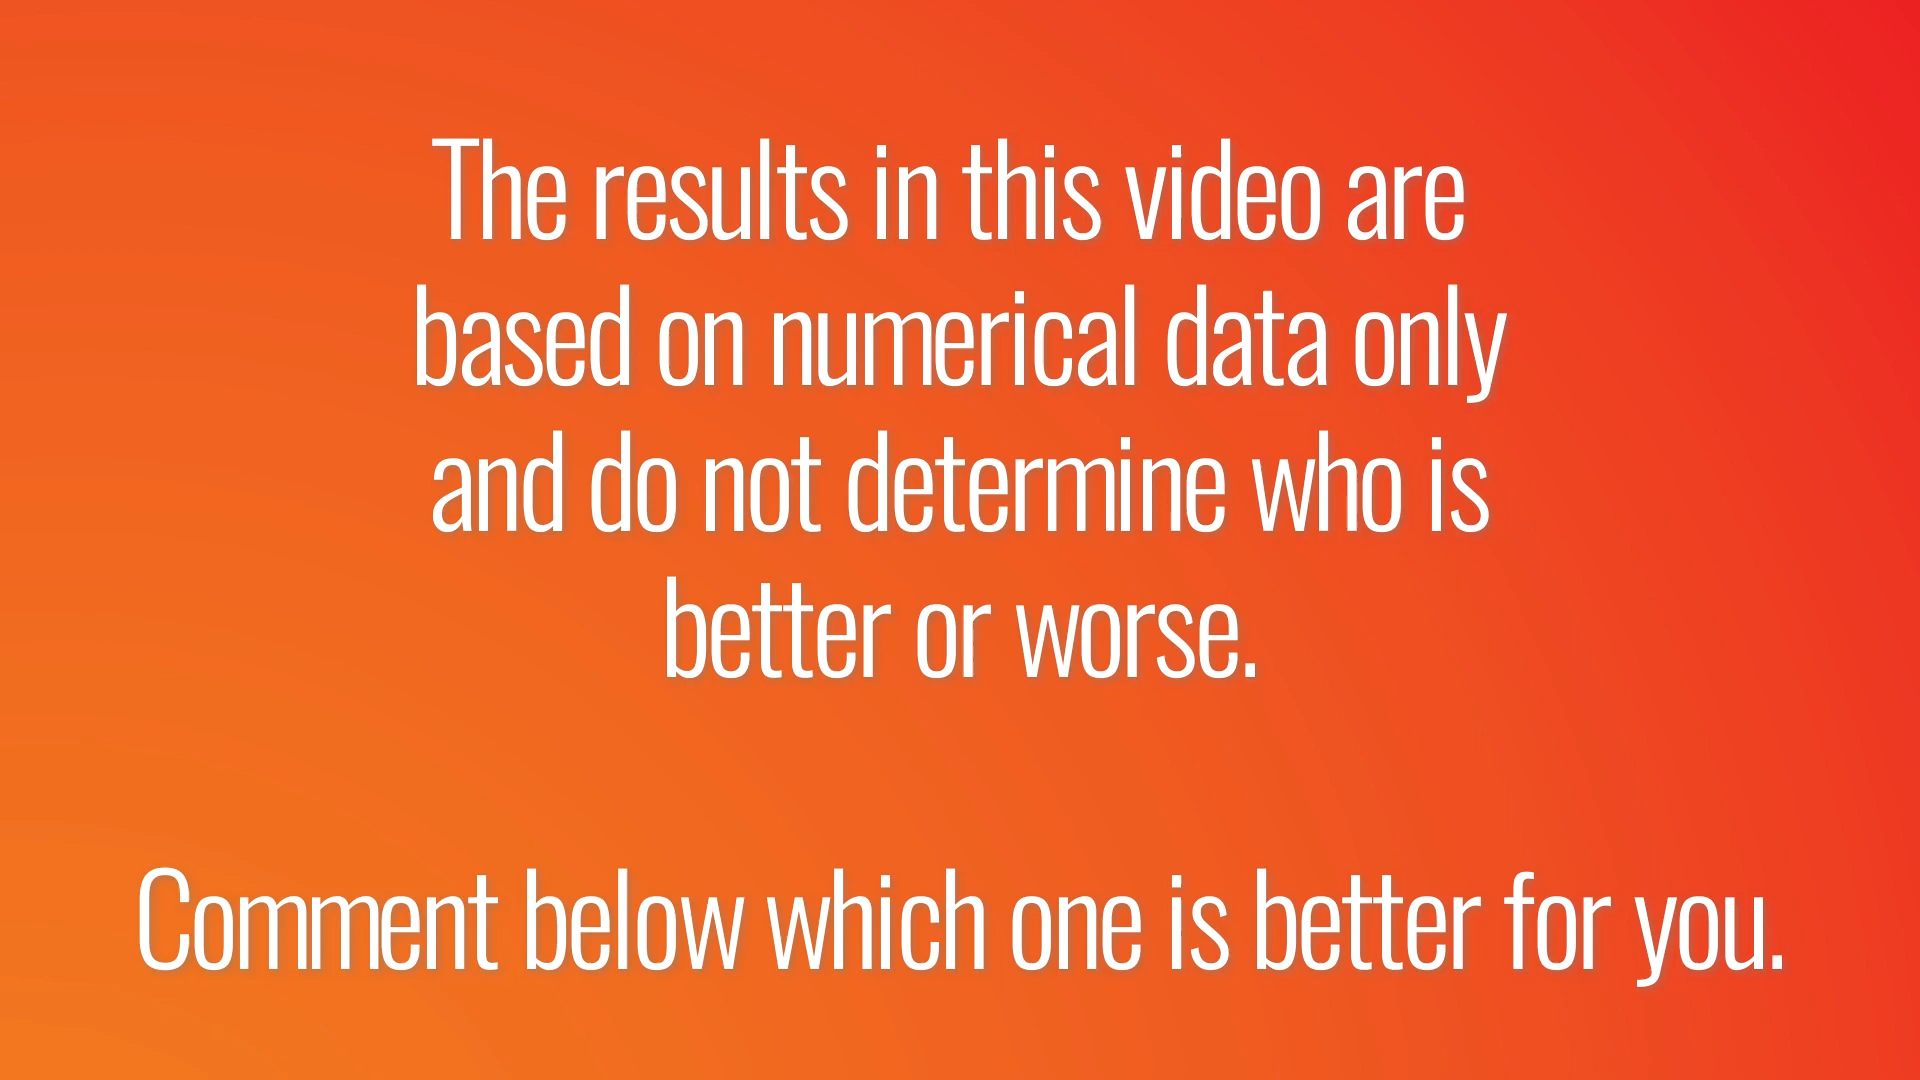 The results in this video are
based on numerical data only
and do not determine who is
better or worse.
Comment below which one is better for you.